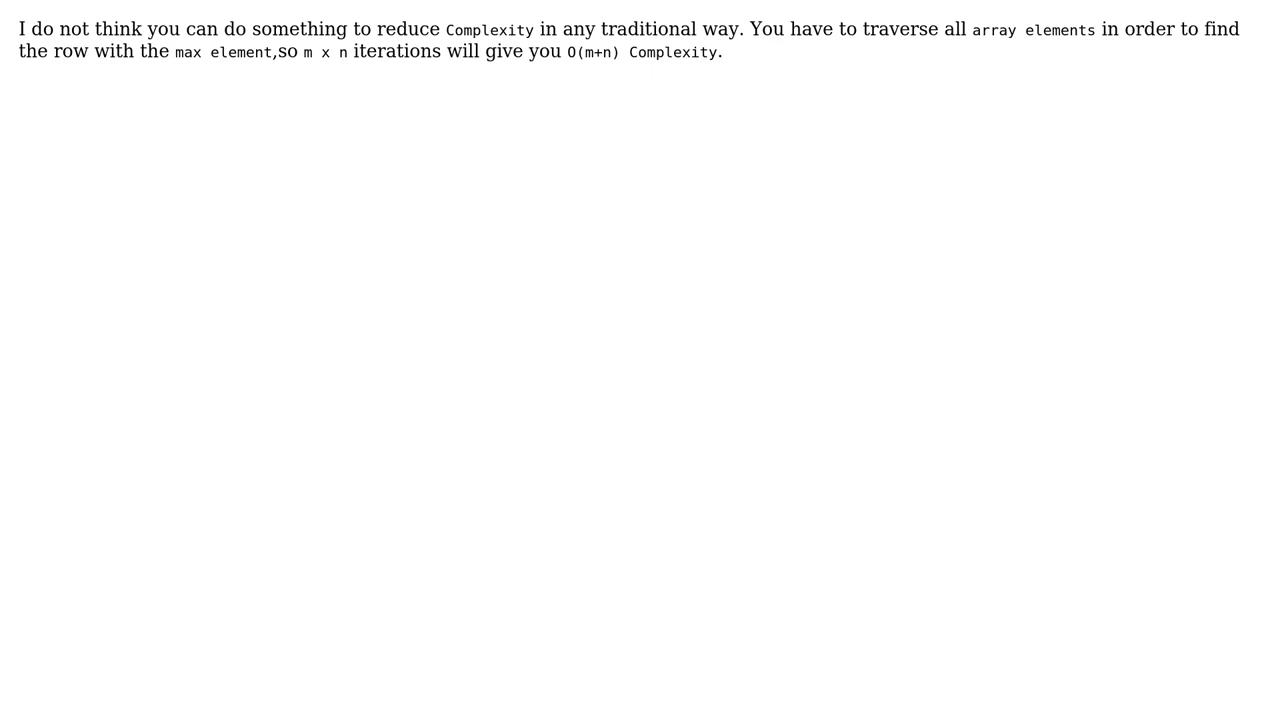 I do not think you can do something to reduce Complexity in any traditional way. You have to traverse all array elements in order to find
the row with the max element,so m x n iterations will give you O(m+n) Complexity.